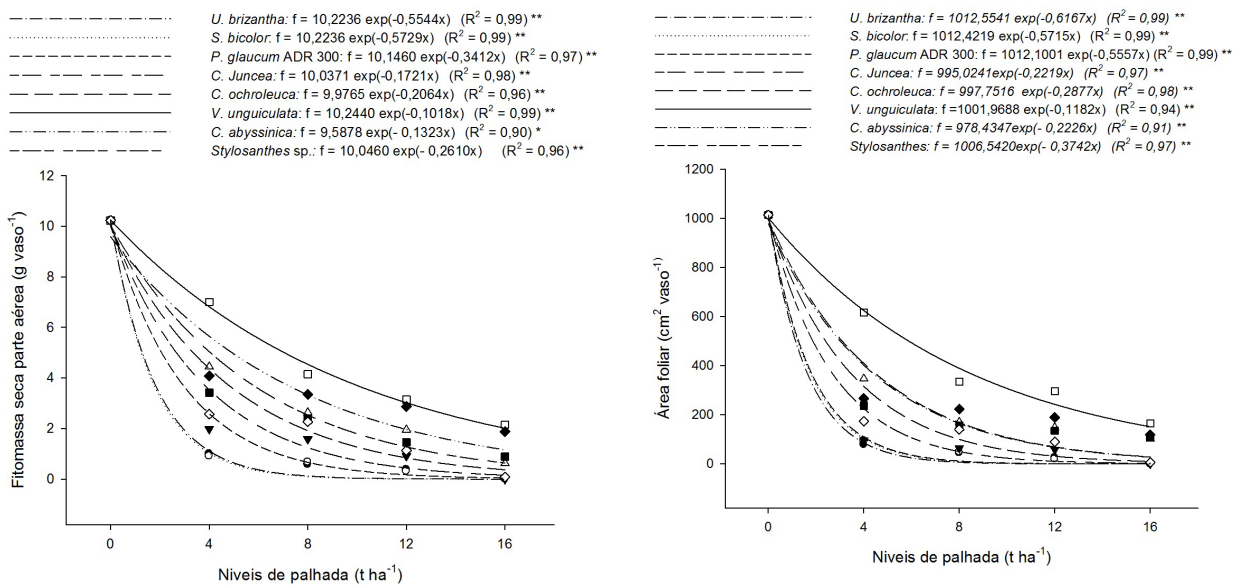 U. brizantha: f = 10,2236 exp(-0,5544x) (R² = 0,99) **
S. bicolor: f = 10.2236 exp(-0,5729x) (R² = 0,99) **
P. glaucum ADR 300: f = 10,1460 exp(-0,3412x) (R² = 0,97) **
C. Juncea: f = 10,0371 exp(-0,1721x) (R² = 0,98) **
C. ochroleuca: f = 9,9765 exp(-0,2064x) (R² = 0,96) **
V. unguiculata: f = 10,2440 exp(-0,1018x) (R² = 0,99) **
C. abyssinica: f = 9,5878 exp(-0,1323x) (R² = 0,90) *
Stylosanthes sp.: f = 10,0460 exp(- 0,2610x) (R² = 0,96) **
12
10
8
6
4
2
0
Fitomassa seca parte aérea (g vaso⁻¹)
0 4 8 12 16
Niveis de palhada (t ha⁻¹)
U. brizantha: f = 1012,5541 exp(-0,6167x) (R² = 0,99) **
S. bicolor: f = 1012,4219 exp(-0,5715x) (R² = 0,99) **
P. glaucum ADR 300: f = 1012,1001 exp(-0,5557x) (R² = 0,99) **
C. Juncea: f = 995,0241exp(-0,2219x) (R² = 0,97) **
C. ochroleuca: f = 997,7516 exp(-0,2877x) (R² = 0,98) **
V. unguiculata: f =1001,9688 exp(-0,1182x) (R² = 0,94) **
C. abyssinica: f = 978,4347exp(- 0,2226x) (R² = 0,91) **
Stylosanthes: f = 1006,5420 exp(- 0,3742x) (R² = 0,97) **
1200
1000
800
600
400
200
0
Área foliar (cm² vaso⁻¹)
0 4 8 12 16
Niveis de palhada (t ha⁻¹)